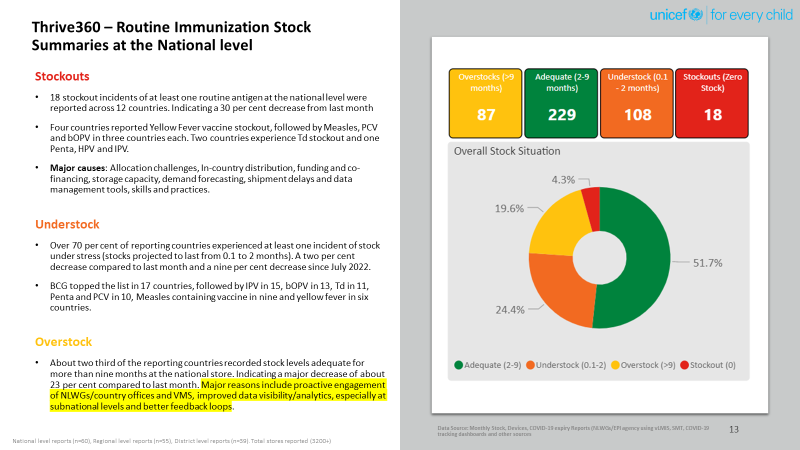 Thrive360 – Routine Immunization Stock
Summaries at the National level
Stockouts
• 18 stockout incidents of at least one routine antigen at the national level were
reported across 12 countries. Indicating a 30 per cent decrease from last month
• Four countries reported Yellow Fever vaccine stockout, followed by Measles, PCV
and bOPV in three countries each. Two countries experience Td stockout and one
Penta, HPV and IPV.
• Major causes: Allocation challenges, In-country distribution, funding and co-
financing, storage capacity, demand forecasting, shipment delays and data
management tools, skills and practices.
Understock
• Over 70 per cent of reporting countries experienced at least one incident of stock
under stress (stocks projected to last from 0.1 to 2 months). A two per cent
decrease compared to last month and a nine per cent decrease since July 2022.
• BCG topped the list in 17 countries, followed by IPV in 15, bOPV in 13, Td in 11,
Penta and PCV in 10, Measles containing vaccine in nine and yellow fever in six
countries.
Overstock
• About two third of the reporting countries recorded stock levels adequate for
more than nine months at the national store. Indicating a major decrease of about
23 per cent compared to last month. Major reasons include proactive engagement
of NLWGs/country offices and VMS, improved data visibility/analytics, especially at
subnational levels and better feedback loops.
National level reports (n=60), Regional level reports (n=55), District level reports (n=39). Total stores reported (3200+)
unicef | for every child
Overstocks (>9
months)
87
Adequate (2-9
months)
229
Understock (0.1
- 2 months)
108
Stockouts (Zero
Stock)
18
Overall Stock Situation
4.3%
19.6%
51.7%
24.4%
Adequate (2-9) Understock (0.1-2) Overstock (>9) Stockout (0)
Data Source: Monthly Stock, Devices, COVID-19 expiry Reports (NLWGs/EPI agency using vLMIS, SMT, COVID-19
tracking dashboards and other sources
13